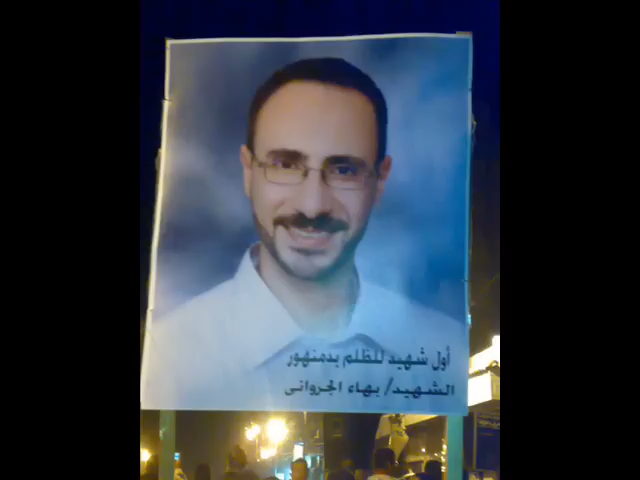 أول شهيد للظلم بدمنهور
الشهيد/ بهاء الجرواني